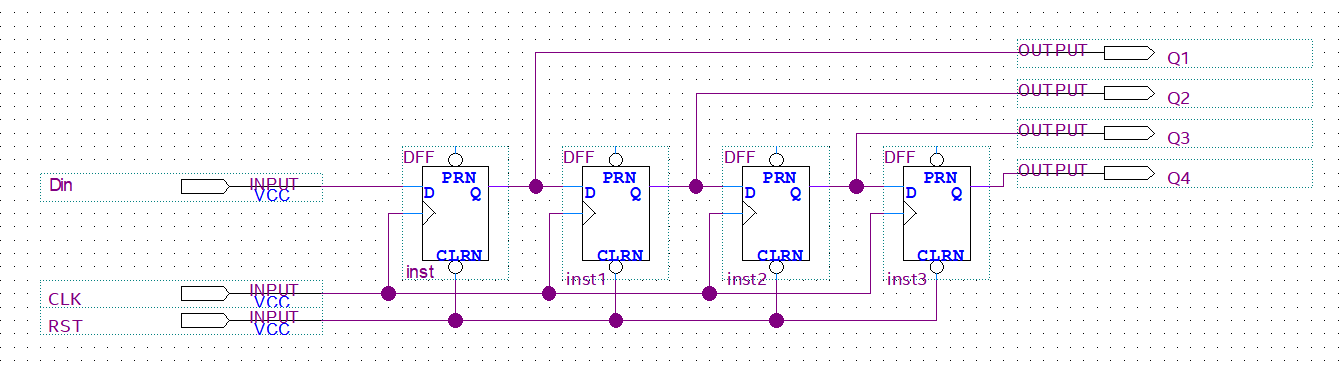 OUTPUT Q1
OUTPUT Q2
OUTPUT Q3
OUTPUT Q4
DFF DFF DFF DFF
PRN PRN PRN PRN
Din INPUT VCC D Q D Q D Q D Q
CLRN CLRN CLRN CLRN
inst inst1 inst2 inst3
CLK INPUT VCC
RST INPUT VCC